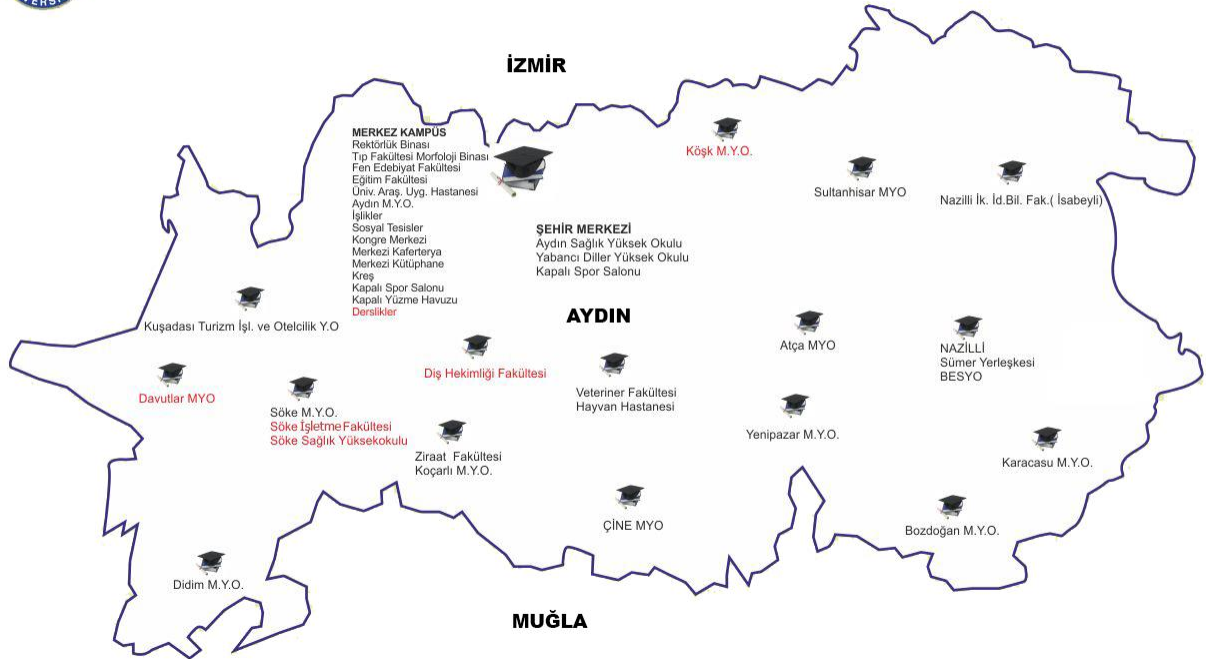 VERSI
İZMİR
MERKEZ KAMPÜS
Rektörlük Binası
Tıp Fakültesi Morfoloji Binası
Fen Edebiyat Fakültesi
Eğitim Fakültesi
Üniv. Araş. Uyg. Hastanesi
Aydın M.Y.O.
İşlikler
Sosyal Tesisler
Kongre Merkezi
Merkezi Kaferterya
Merkezi Kütüphane
Kreş
Kapalı Spor Salonu
Kapalı Yüzme Havuzu
Derslikler
ŞEHİR MERKEZİ
Aydın Sağlık Yüksek Okulu
Yabancı Diller Yüksek Okulu
Kapalı Spor Salonu
Köşk M.Y.O.
Sultanhisar MYO
Nazilli İk. İd.Bil. Fak.( İsabeyli)
AYDIN
Kuşadası Turizm İşl. ve Otelcilik Y.O
Atça MYO
NAZİLLİ
Sümer Yerleşkesi
BESYO
Davutlar MYO
Diş Hekimliği Fakültesi
Veteriner Fakültesi
Hayvan Hastanesi
Söke M.Y.O.
Söke İşletme Fakültesi
Söke Sağlık Yüksekokulu
Yenipazar M.Y.O.
Ziraat Fakültesi
Koçarlı M.Y.O.
Karacasu M.Y.O.
ÇİNE MYO
Bozdoğan M.Y.O.
Didim M.Y.O.
MUĞLA